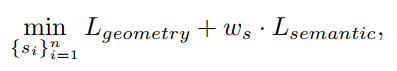 \min_{\{s_i\}_{i=1}^{n}} L_{geometry} + w_s \cdot L_{semantic},